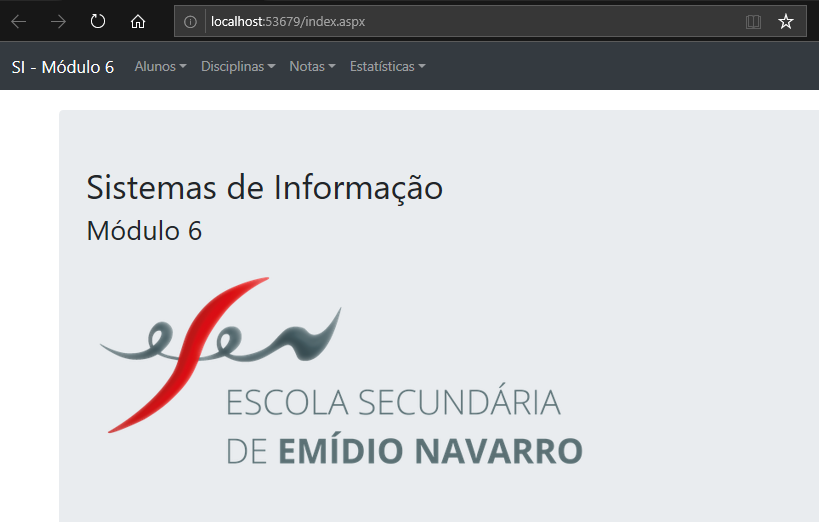 localhost:53679/index.aspx
SI - Módulo 6 Alunos Disciplinas Notas Estatísticas
Sistemas de Informação
Módulo 6
esen
ESCOLA SECUNDÁRIA
DE EMÍDIO NAVARRO